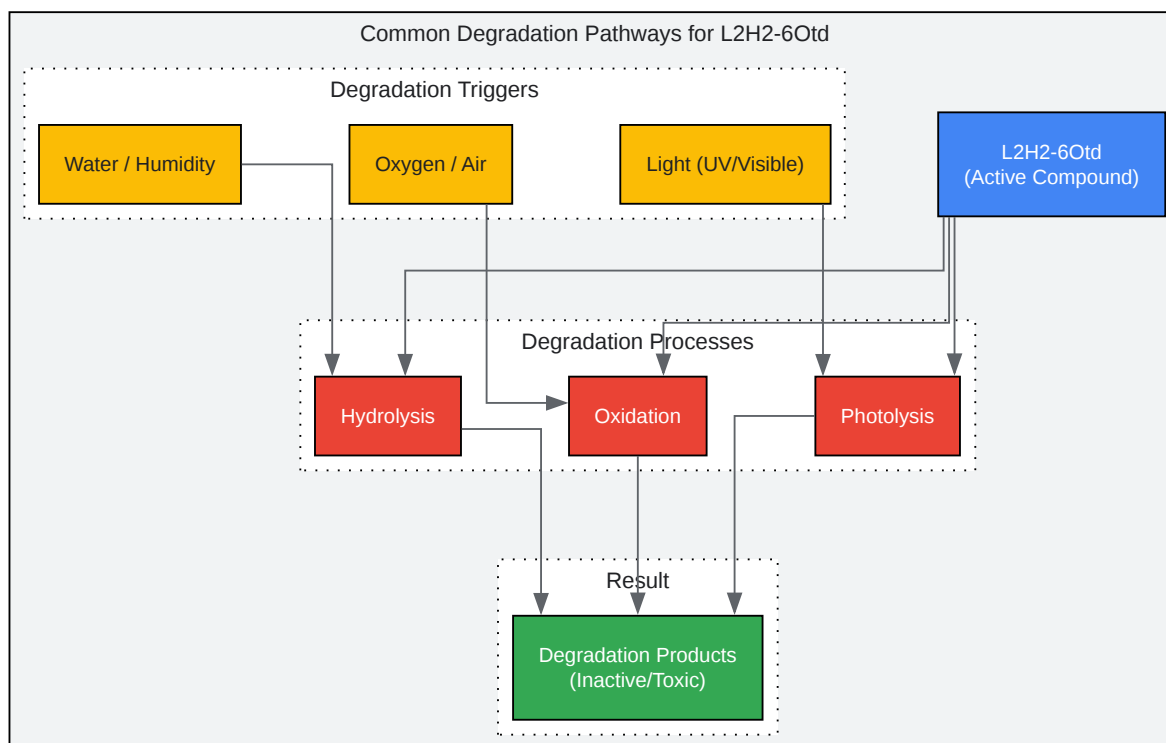 Common Degradation Pathways for L2H2-6Otd
Degradation Triggers
Water / Humidity
Oxygen / Air
Light (UV/Visible)
L2H2-6Otd
(Active Compound)
Degradation Processes
Hydrolysis
Oxidation
Photolysis
Result
Degradation Products
(Inactive/Toxic)